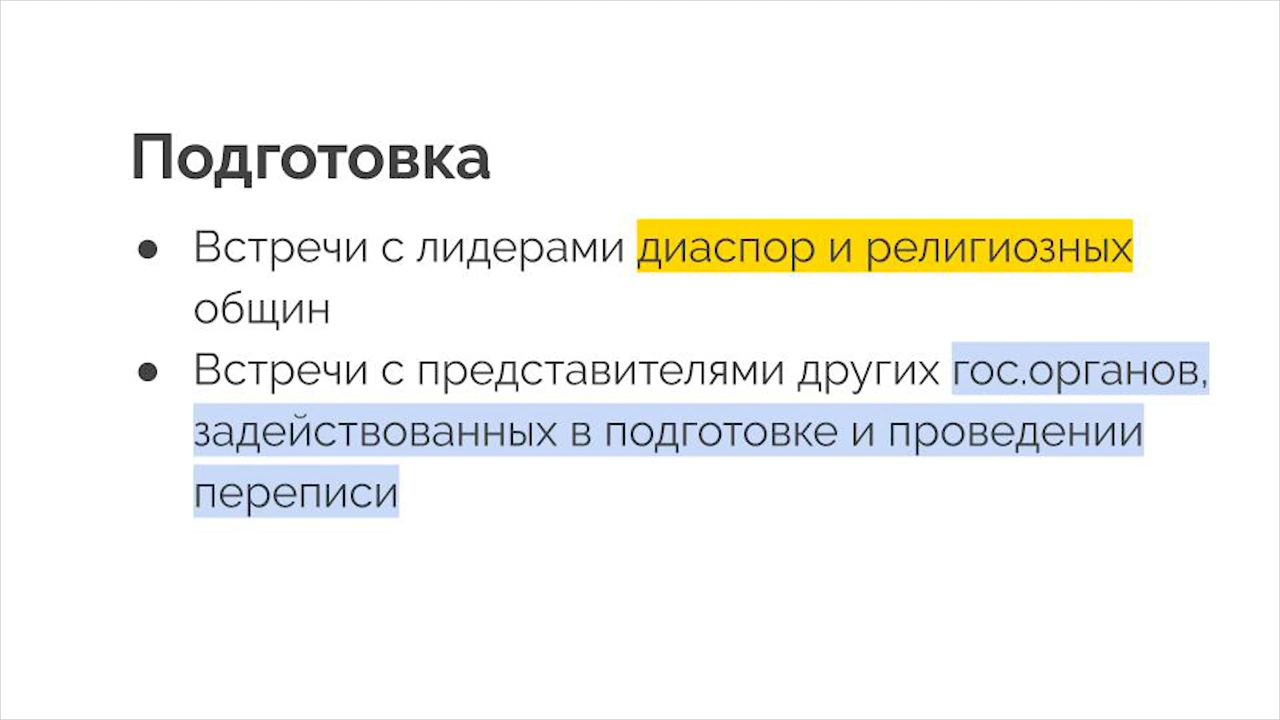 Подготовка
● Встречи с лидерами диаспор и религиозных
общин
● Встречи с представителями других гос.органов,
задействованных в подготовке и проведении
переписи